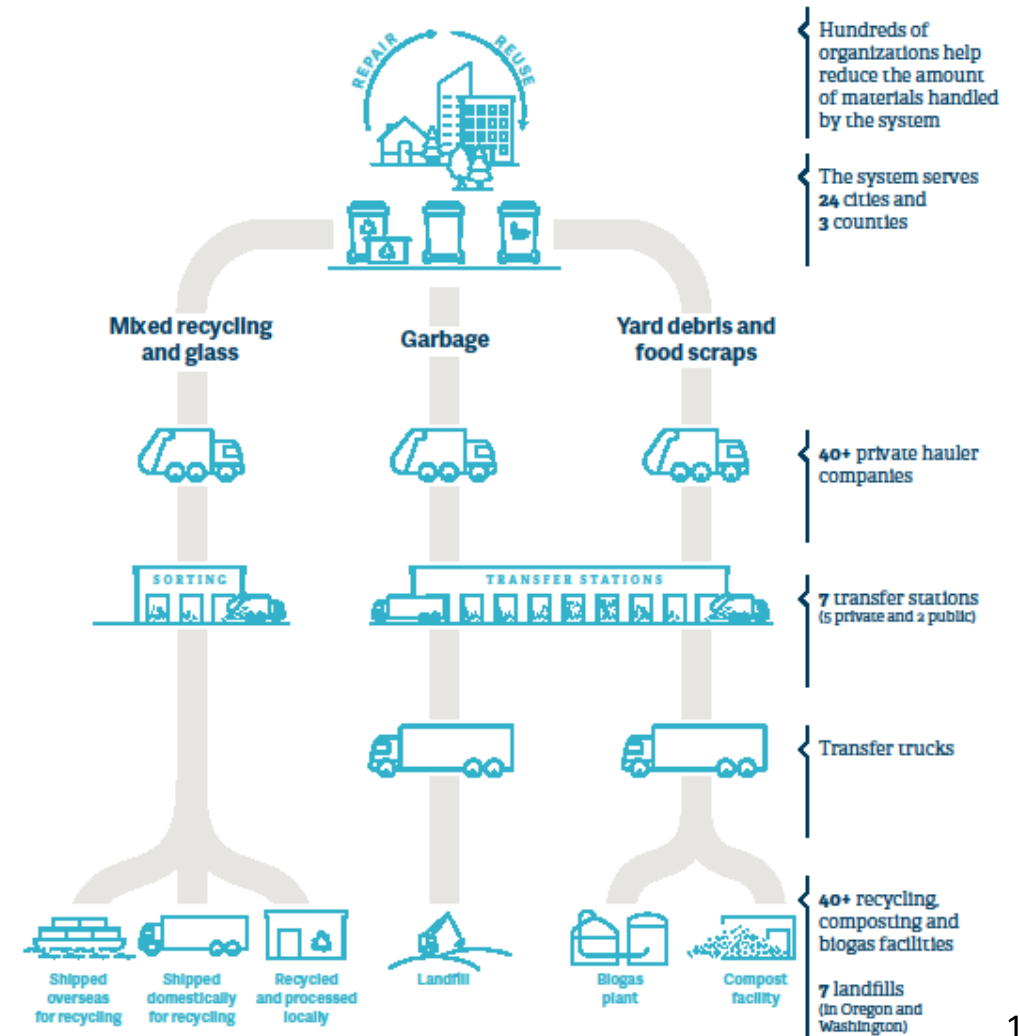 REPAIR
REUSE
Hundreds of
organizations help
reduce the amount
of materials handled
by the system
The system serves
24 cities and
3 counties
Mixed recycling
and glass
Garbage
Yard debris and
food scraps
40+ private hauler
companies
SORTING
TRANSFER STATIONS
7 transfer stations
(5 private and 2 public)
Transfer trucks
Shipped
overseas
for recycling
Shipped
domestically
for recycling
Recycled
and processed
locally
Landfill
Biogas
plant
Compost
facility
40+ recycling,
composting and
biogas facilities
7 landfills
(in Oregon and
Washington)
1